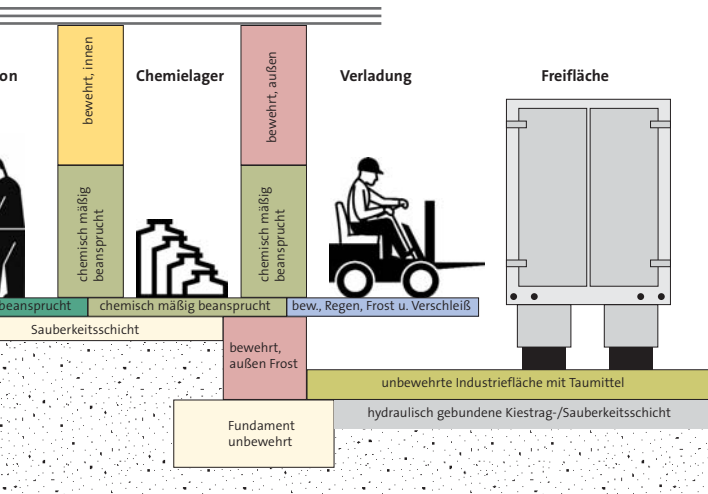 on
Chemielager
Verladung
Freifläche
bewehrt, innen
bewehrt, außen
chemisch mäßig
beansprucht
chemisch mäßig
beansprucht
beansprucht
chemisch mäßig beansprucht
bew., Regen, Frost u. Verschleiß
Sauberkeitsschicht
bewehrt,
außen Frost
unbewehrte Industriefläche mit Taumittel
hydraulisch gebundene Kiestrag-/Sauberkeitsschicht
Fundament
unbewehrt